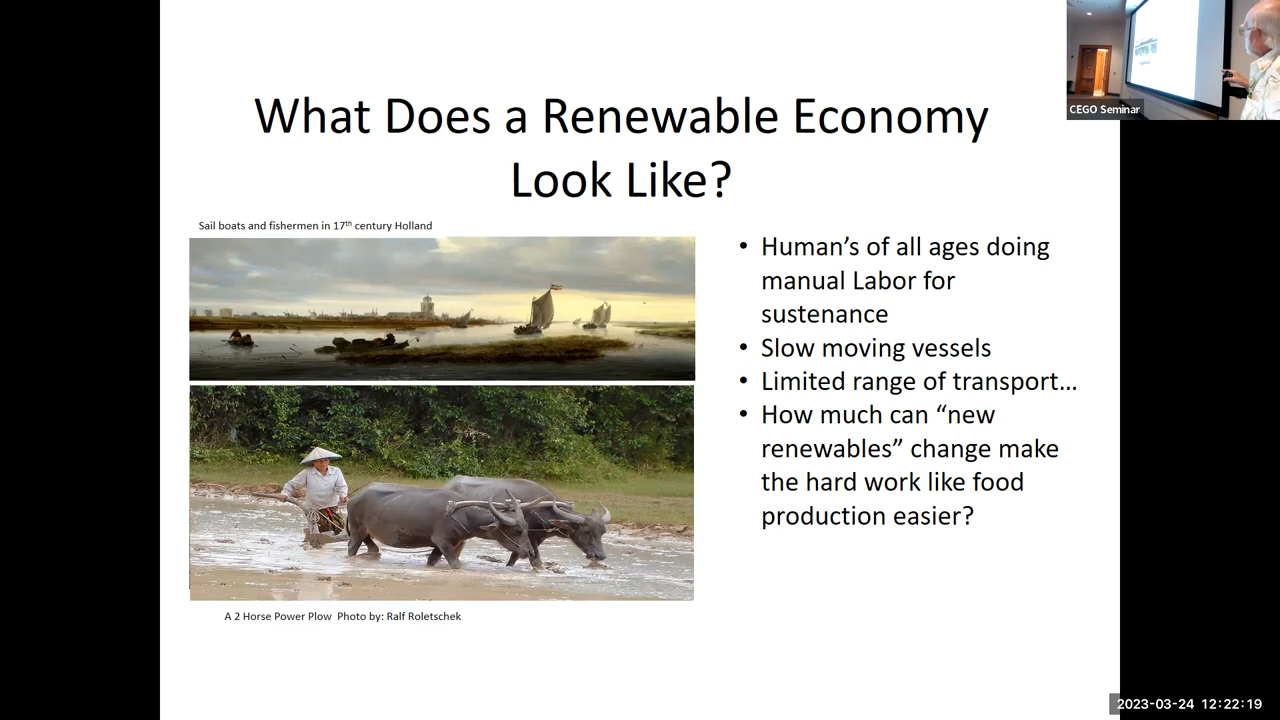 What Does a Renewable Economy
Look Like?
CEGO Seminar
Sail boats and fishermen in 17th century Holland
• Human’s of all ages doing
manual Labor for
sustenance
• Slow moving vessels
• Limited range of transport…
• How much can “new
renewables” change make
the hard work like food
production easier?
A 2 Horse Power Plow  Photo by: Ralf Roletschek
2023-03-24 12:22:19